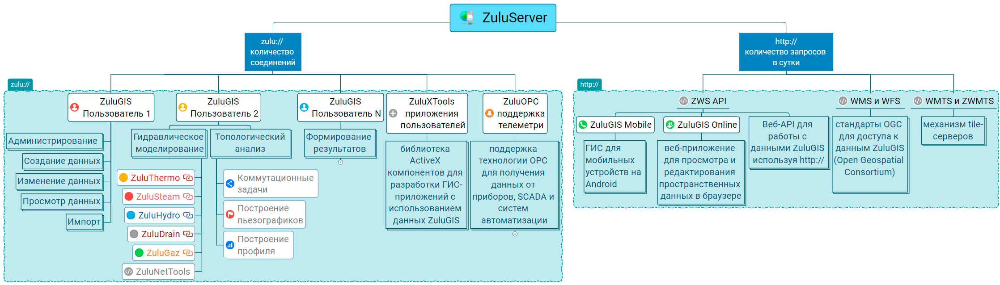 ZuluServer
zulu://
количество
соединений
http://
количество запросов
в сутки
zulu://
ZuluGIS
Пользователь 1
Администрирование
Создание данных
Изменение данных
Просмотр данных
Импорт
ZuluGIS
Пользователь 2
Гидравлическое
моделирование
ZuluThermo
ZuluSteam
ZuluHydro
ZuluDrain
ZuluGaz
ZuluNetTools
Топологический
анализ
Коммутационные
задачи
Построение
пьезографиков
Построение
профиля
ZuluGIS
Пользователь N
Формирование
результатов
2
ZuluXTools
приложения
пользователей
библиотека
ActiveX
компонентов для
разработки ГИС-
приложений с
использованием
данных ZuluGIS
ZuluOPC
поддержка
телеметри
поддержка
технологии OPC
для получения
данных от
приборов, SCADA и
систем
автоматизации
4
http://
ZWS API
ZuluGIS Mobile
ГИС для
мобильных
устройств на
Android
ZuluGIS Online
веб-приложение
для просмотра и
редактирования
пространственных
данных в браузере
Веб-API для
работы с
данными ZuluGIS
используя http://
WMS и WFS
стандарты OGC
для доступа к
данным ZuluGIS
(Open Geospatial
Consortium)
WMTS и ZWMTS
механизм tile-
серверов